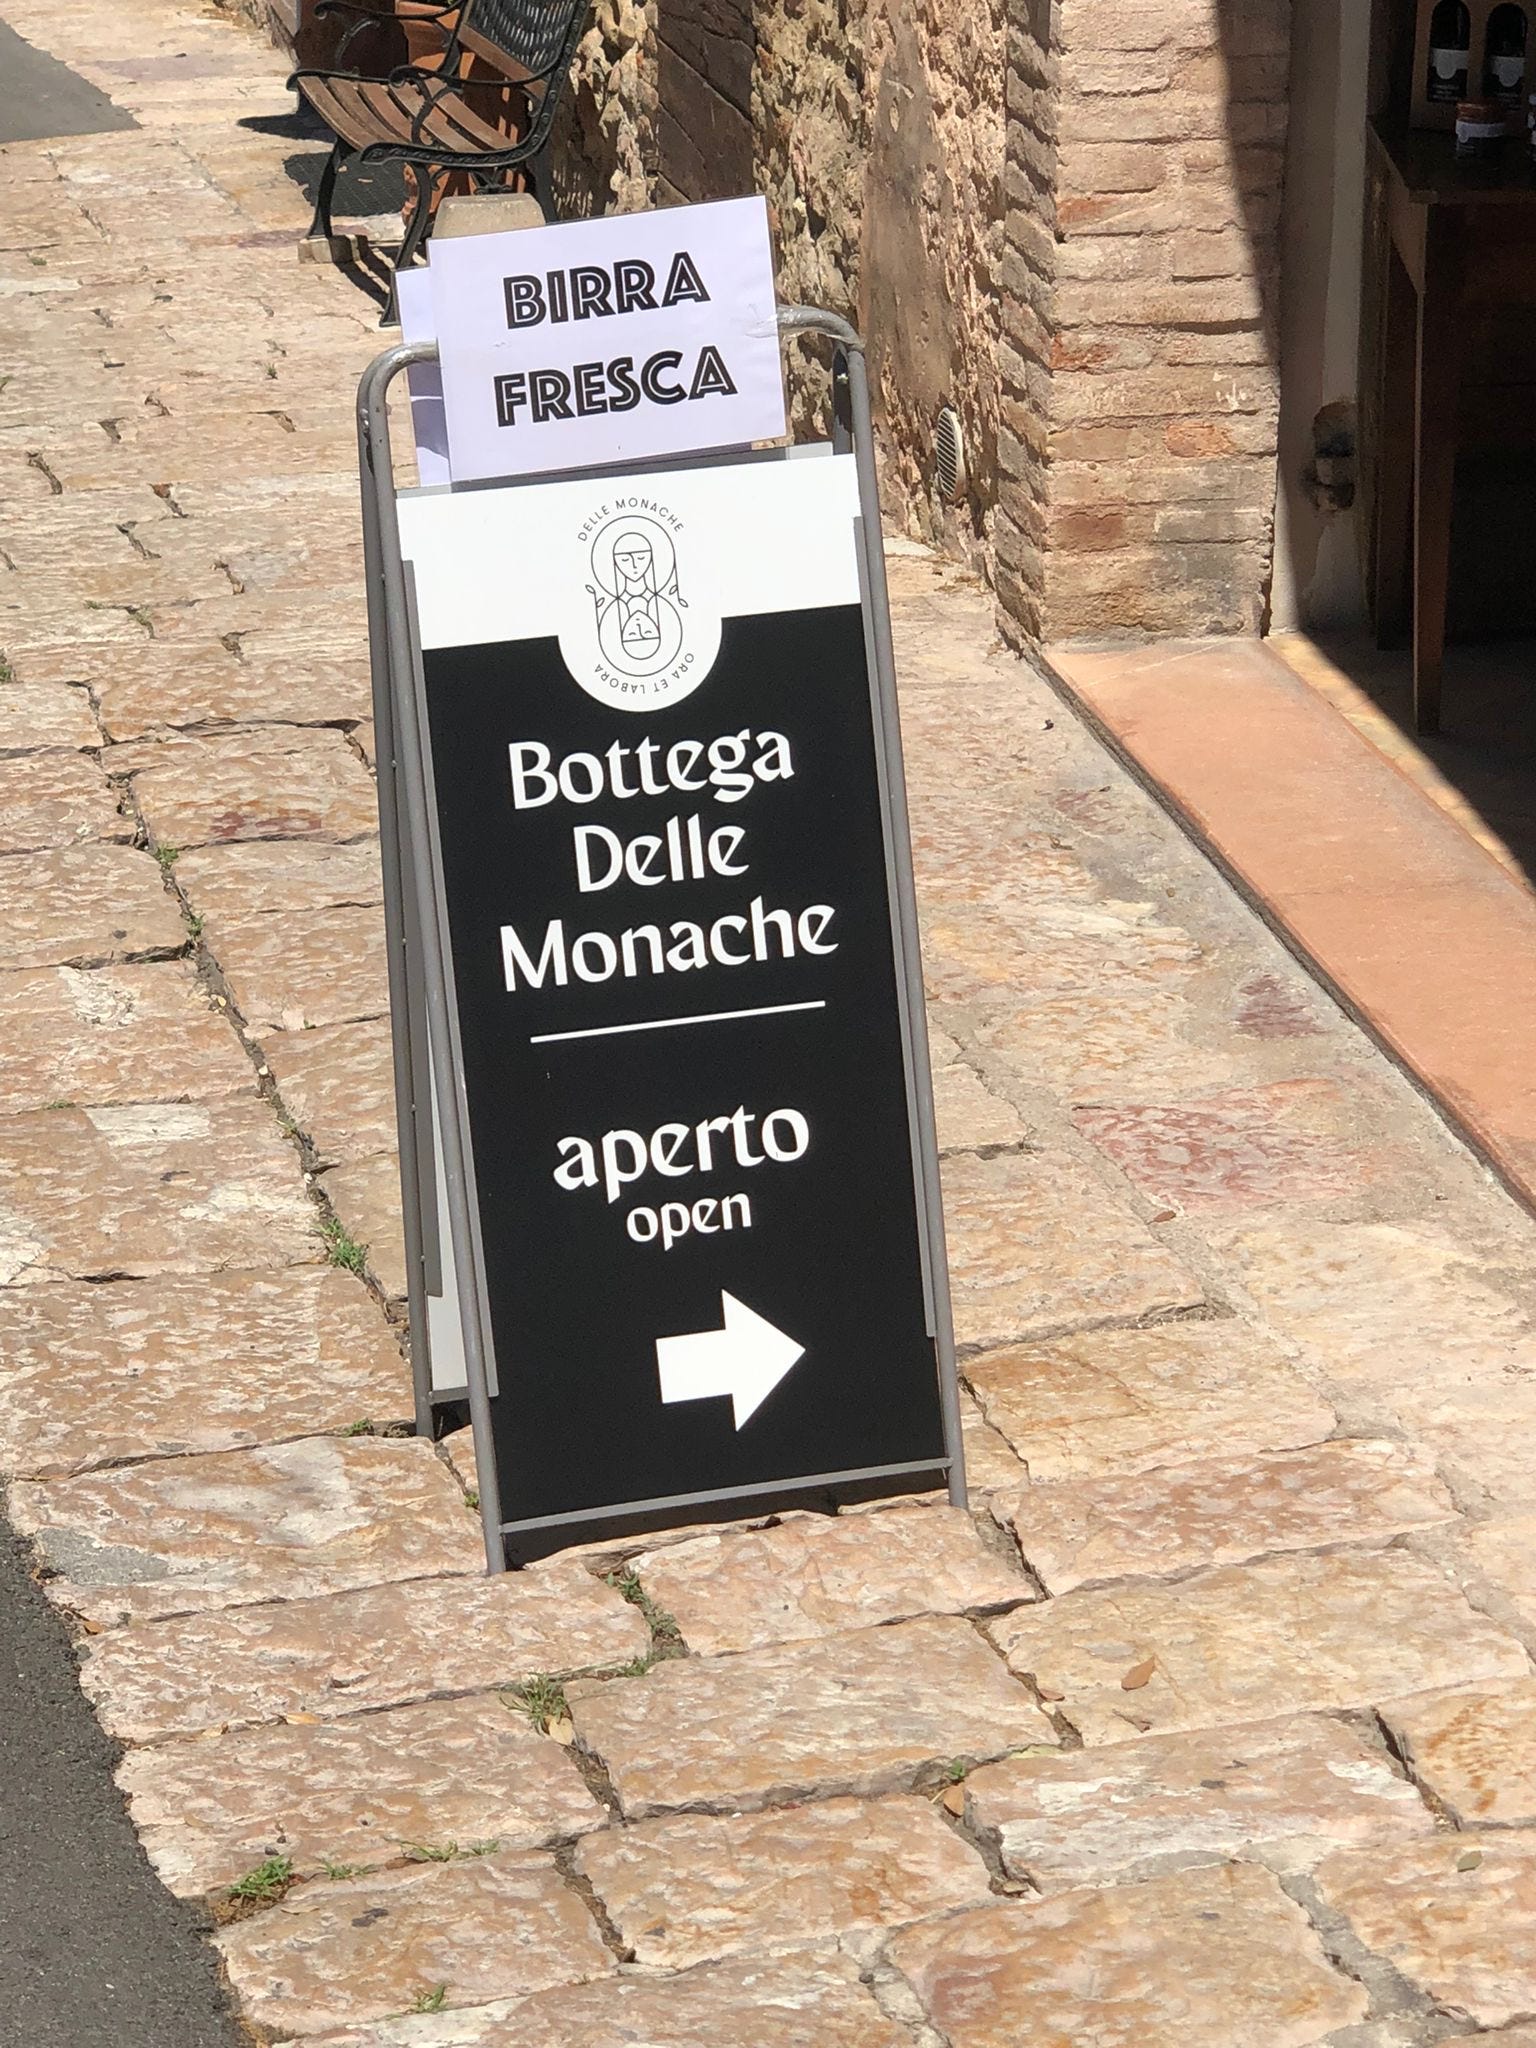 BIRRA
FRESCA
DELLE MONACHE
ORA ET LABORA
Bottega
Delle
Monache
aperto
open